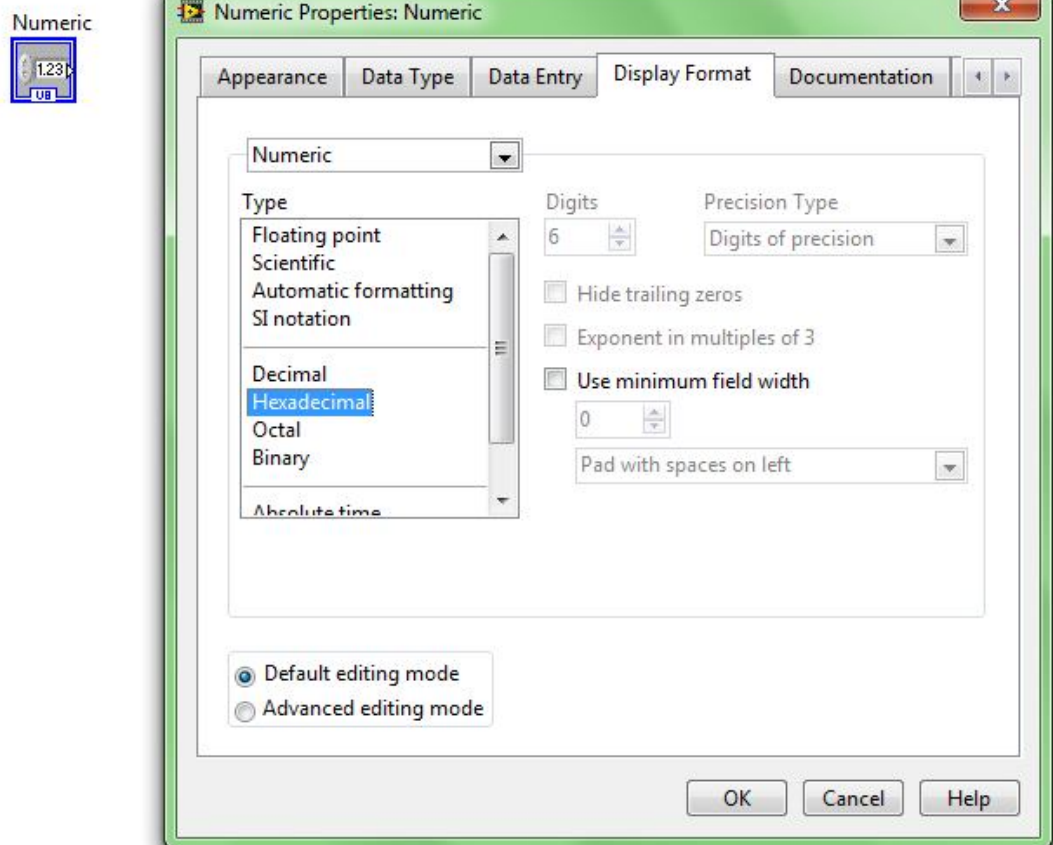 Numeric
1.23
U8
Numeric Properties: Numeric
Appearance
Data Type
Data Entry
Display Format
Documentation
Numeric
Type
Floating point
Scientific
Automatic formatting
SI notation
Decimal
Hexadecimal
Octal
Binary
Absolute time
Digits
6
Precision Type
Digits of precision
Hide trailing zeros
Exponent in multiples of 3
Use minimum field width
0
Pad with spaces on left
Default editing mode
Advanced editing mode
OK
Cancel
Help